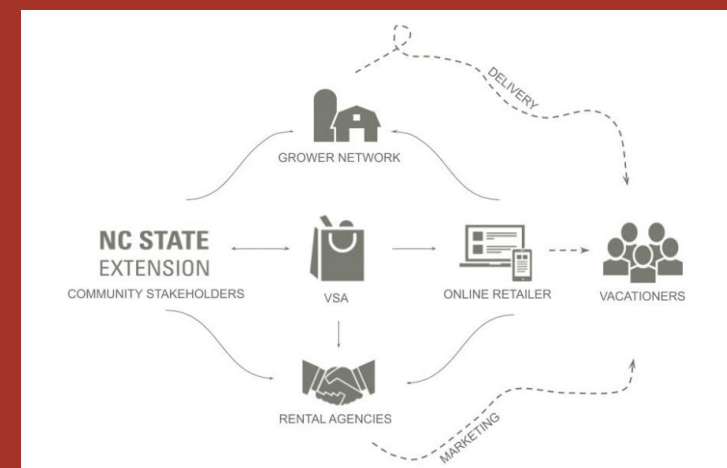 DELIVERY
GROWER NETWORK
NC STATE
EXTENSION
COMMUNITY STAKEHOLDERS
VSA
ONLINE RETAILER
VACATIONERS
RENTAL AGENCIES
MARKETING